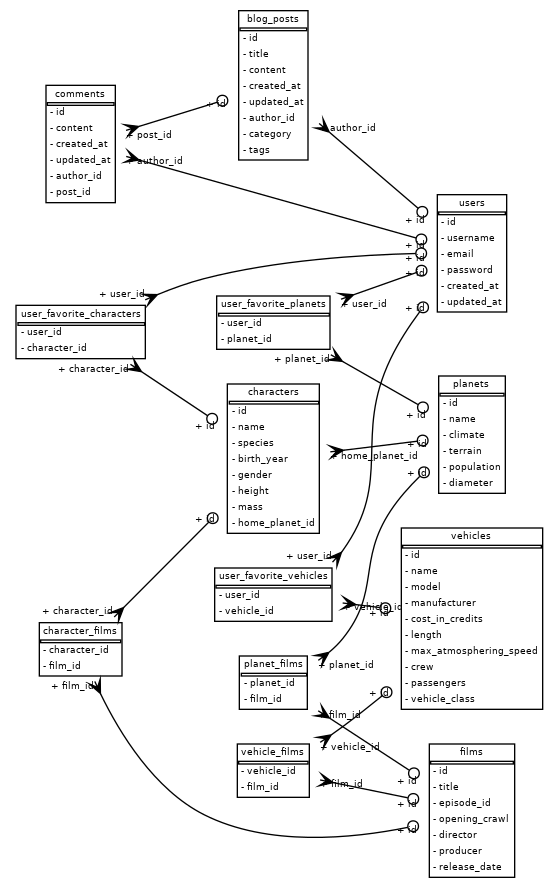 blog_posts
- id
- title
- content
- created_at
- updated_at
- author_id
- category
- tags
comments
- id
- content
- created_at
- updated_at
- author_id
- post_id
+ id
+ post_id
author_id
+ author_id
users
- id
- username
- email
- password
- created_at
- updated_at
+ id
+ id
+ id
+ id
+ id
+ user_id
user_favorite_characters
- user_id
- character_id
+ character_id
+ id
user_favorite_planets
- user_id
- planet_id
+ user_id
+ planet_id
characters
- id
- name
- species
- birth_year
- gender
- height
- mass
- home_planet_id
planets
- id
- name
- climate
- terrain
- population
- diameter
+ id
+ id
+ id
+ home_planet_id
+ id
+ user_id
user_favorite_vehicles
- user_id
- vehicle_id
+ vehicle_id
+ id
vehicles
- id
- name
- model
- manufacturer
- cost_in_credits
- length
- max_atmosphering_speed
- crew
- passengers
- vehicle_class
+ character_id
character_films
- character_id
- film_id
+ film_id
planet_films
- planet_id
- film_id
+ planet_id
+ id
film_id
+ vehicle_id
vehicle_films
- vehicle_id
- film_id
+ film_id
films
- id
- title
- episode_id
- opening_crawl
- director
- producer
- release_date
+ id
+ id
+ id